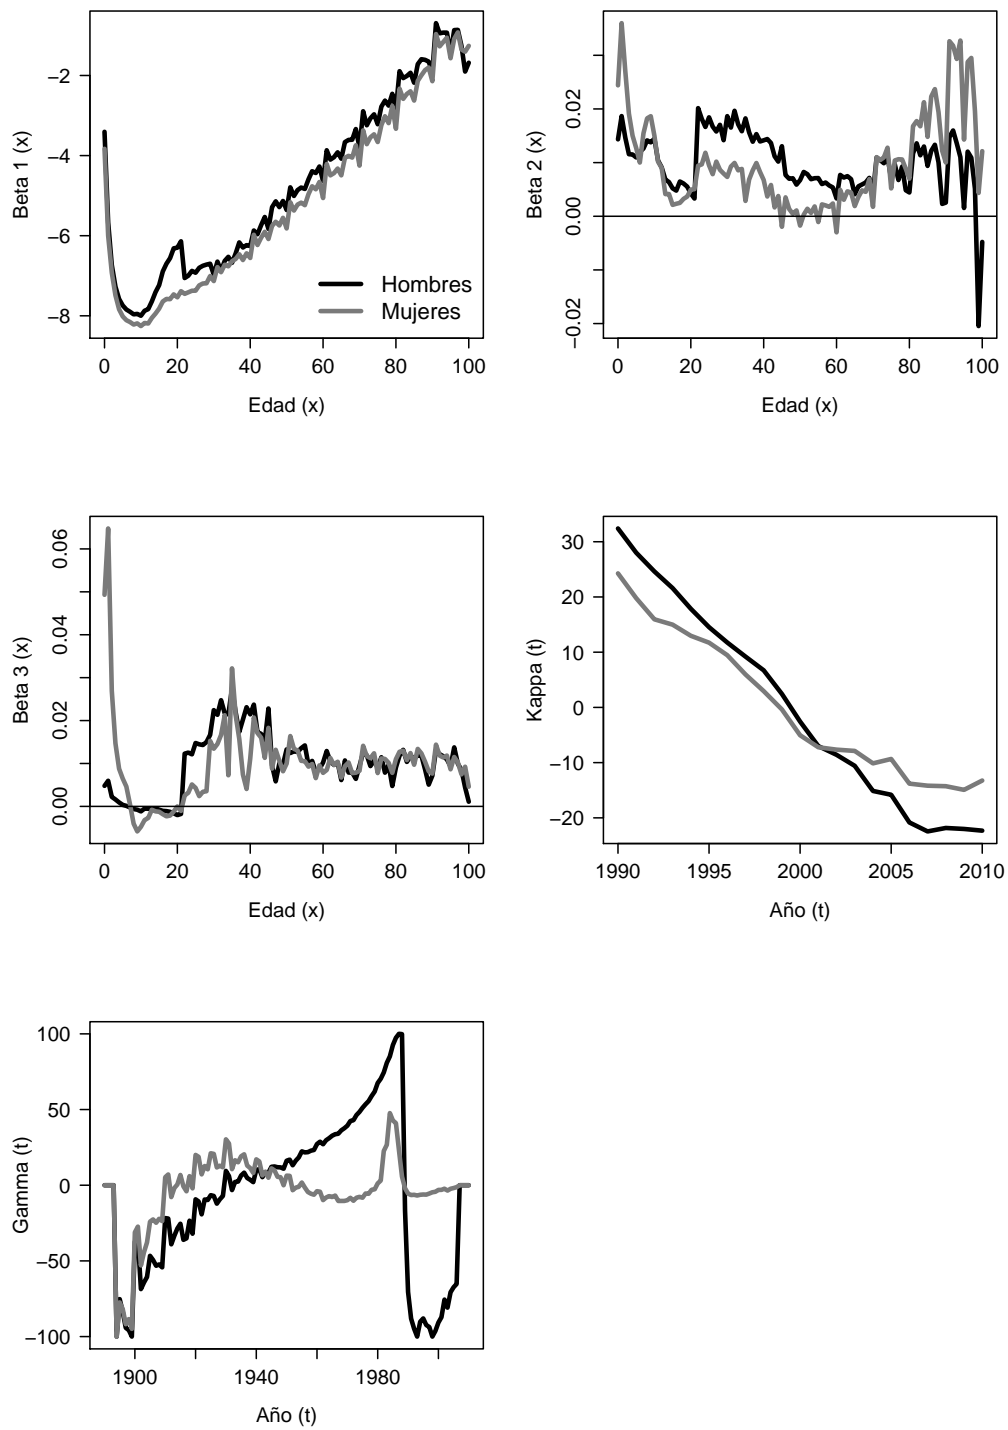 Beta 1 (x)
−2
−4
−6
−8
Hombres
Mujeres
0 20 40 60 80 100
Edad (x)
Beta 2 (x)
0.02
0.00
−0.02
0 20 40 60 80 100
Edad (x)
Beta 3 (x)
0.06
0.04
0.02
0.00
0 20 40 60 80 100
Edad (x)
Kappa (t)
30
20
10
0
−10
−20
1990 1995 2000 2005 2010
Año (t)
Gamma (t)
100
50
0
−50
−100
1900 1940 1980
Año (t)